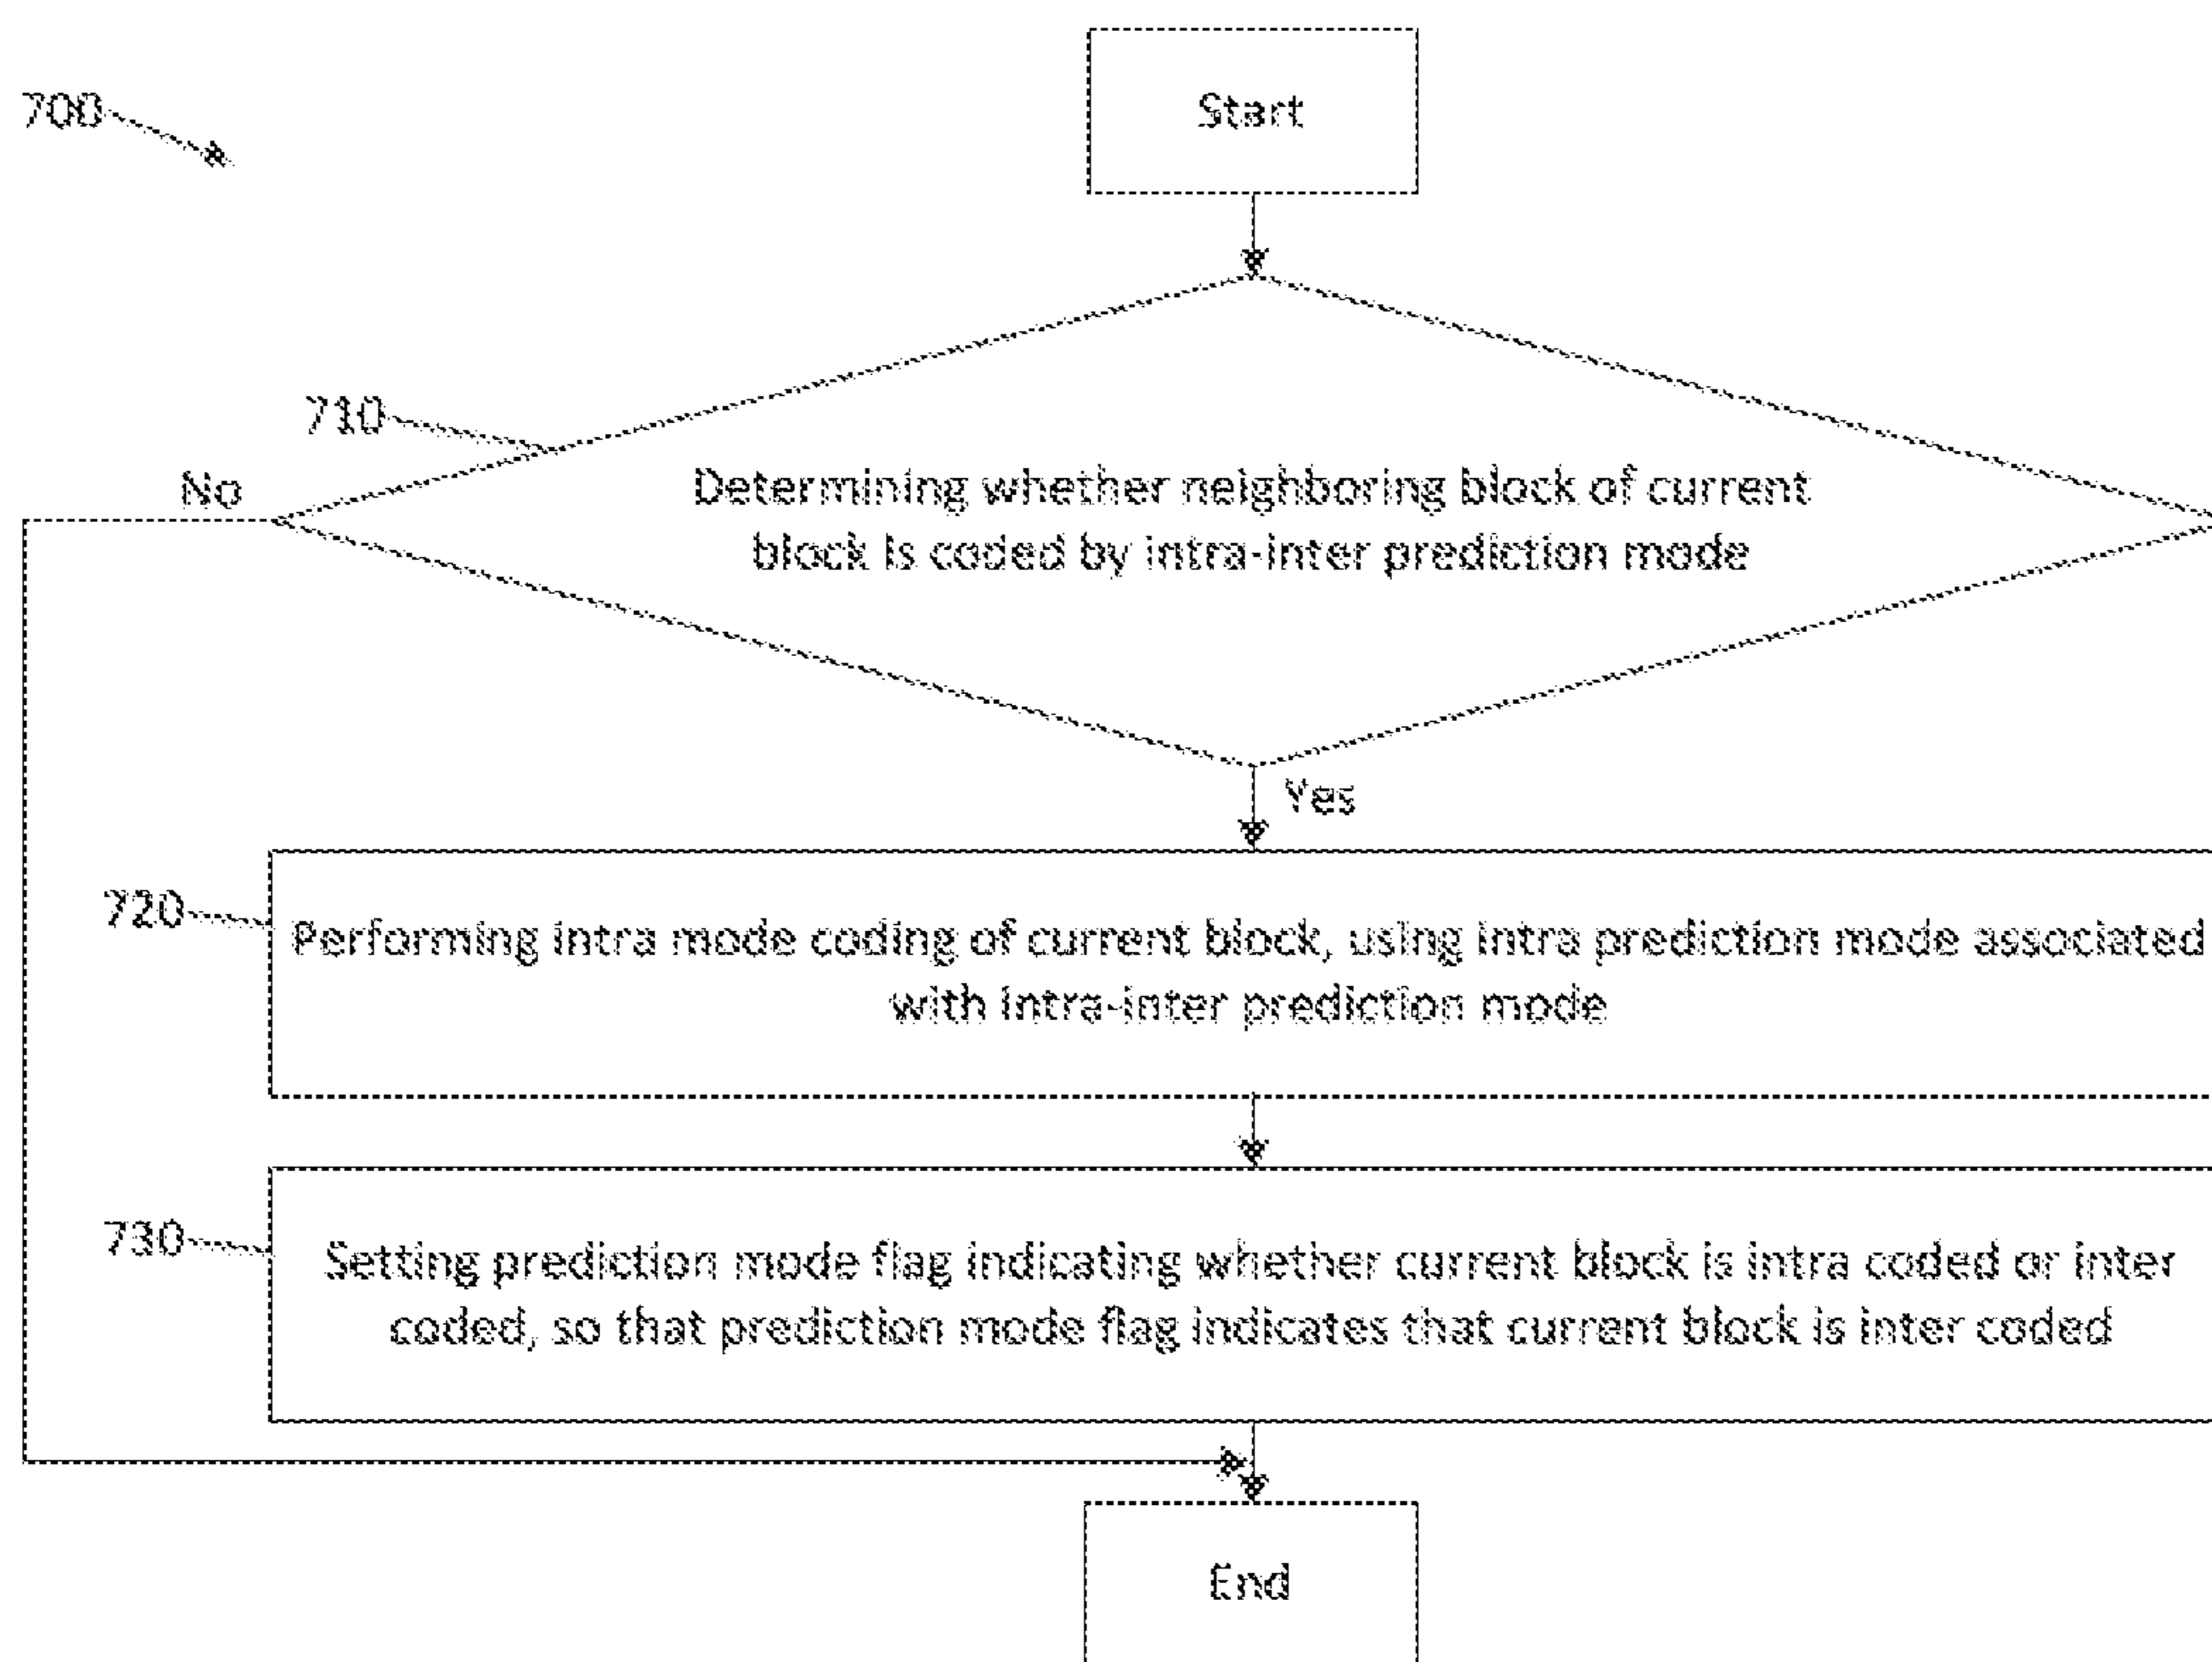 700
Start
710
No
Determining whether neighboring block of current
block is coded by intra-inter prediction mode
Yes
720
Performing intra mode coding of current block, using intra prediction mode associated
with intra-inter prediction mode
730
Setting prediction mode flag indicating whether current block is intra coded or inter
coded, so that prediction mode flag indicates that current block is inter coded
End